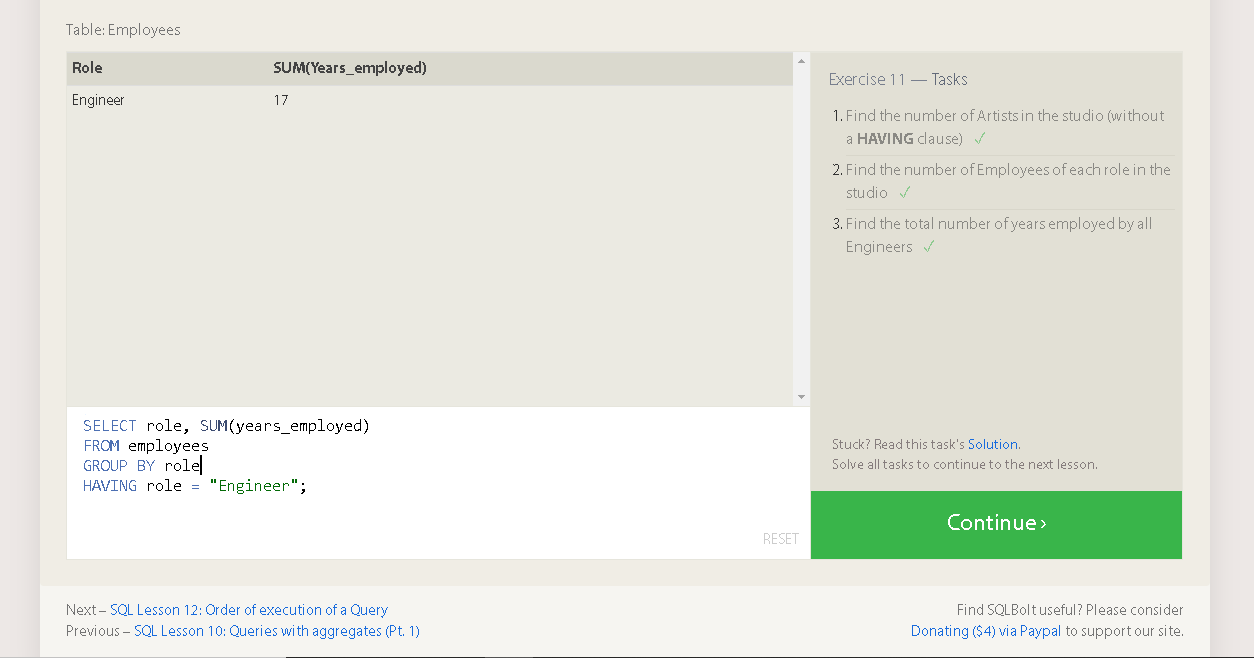 Table: Employees
Role SUM(Years_employed)
Engineer 17
Exercise 11 — Tasks
1. Find the number of Artists in the studio (without
a HAVING clause) ✓
2. Find the number of Employees of each role in the
studio ✓
3. Find the total number of years employed by all
Engineers ✓
SELECT role, SUM(years_employed)
FROM employees
GROUP BY role
HAVING role = "Engineer";
RESET
Stuck? Read this task's Solution.
Solve all tasks to continue to the next lesson.
Continue ›
Next – SQL Lesson 12: Order of execution of a Query
Previous – SQL Lesson 10: Queries with aggregates (Pt. 1)
Find SQLBolt useful? Please consider
Donating ($4) via Paypal to support our site.